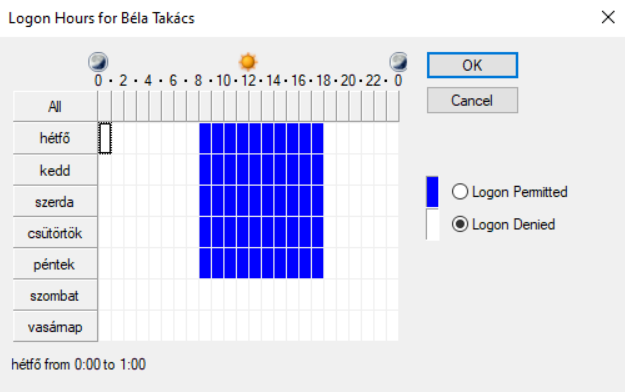 Logon Hours for Béla Takács
0 · 2 · 4 · 6 · 8 · 10 · 12 · 14 · 16 · 18 · 20 · 22 · 0
All
hétfő
kedd
szerda
csütörtök
péntek
szombat
vasárnap
hétfő from 0:00 to 1:00
OK
Cancel
Logon Permitted
Logon Denied